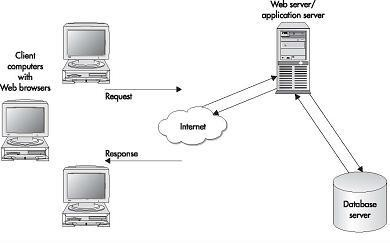 Web server/
application server
Client
computers
with
Web browsers
Request
Internet
Response
Database
server